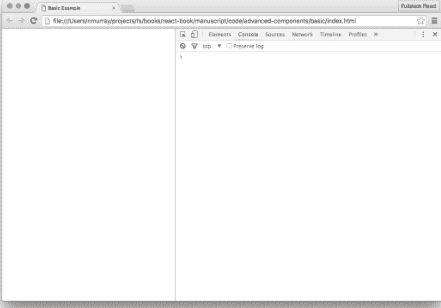 Basic Example
Fullstack React
file:///Users/nmurray/projects/fs/books/react-book/manuscript/code/advanced-components/basic/index.html
Elements Console Sources Network Timeline Profiles »
top ▼ Preserve log
›